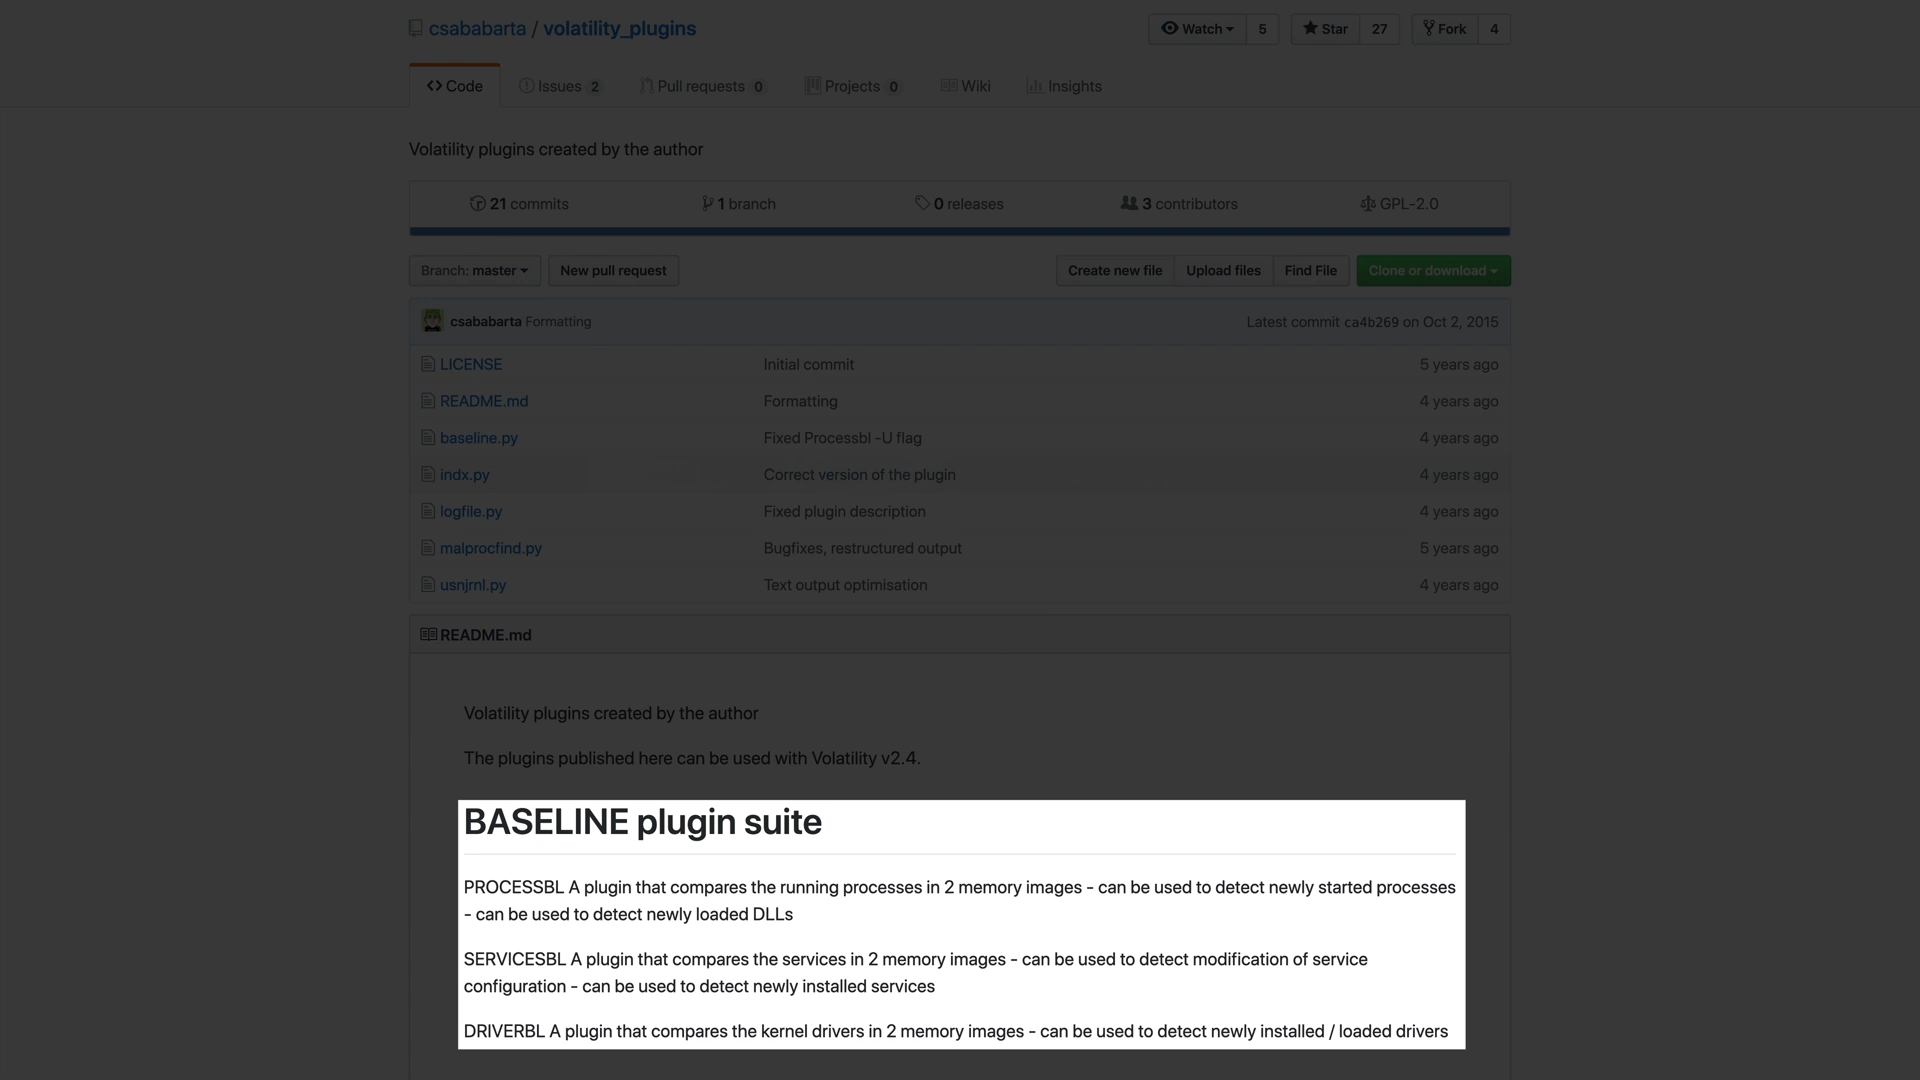 csababarta / volatility_plugins
Watch 5 Star 27 Fork 4
Code Issues 2 Pull requests 0 Projects 0 Wiki Insights
Volatility plugins created by the author
21 commits 1 branch 0 releases 3 contributors GPL-2.0
Branch: master New pull request Create new file Upload files Find File Clone or download
csababarta Formatting Latest commit ca4b269 on Oct 2, 2015
LICENSE Initial commit 5 years ago
README.md Formatting 4 years ago
baseline.py Fixed Processbl -U flag 4 years ago
indx.py Correct version of the plugin 4 years ago
logfile.py Fixed plugin description 4 years ago
malprocfind.py Bugfixes, restructured output 5 years ago
usnjrnl.py Text output optimisation 4 years ago
README.md
Volatility plugins created by the author
The plugins published here can be used with Volatility v2.4.
BASELINE plugin suite
PROCESSBL A plugin that compares the running processes in 2 memory images - can be used to detect newly started processes
- can be used to detect newly loaded DLLs
SERVICESBL A plugin that compares the services in 2 memory images - can be used to detect modification of service
configuration - can be used to detect newly installed services
DRIVERBL A plugin that compares the kernel drivers in 2 memory images - can be used to detect newly installed / loaded drivers